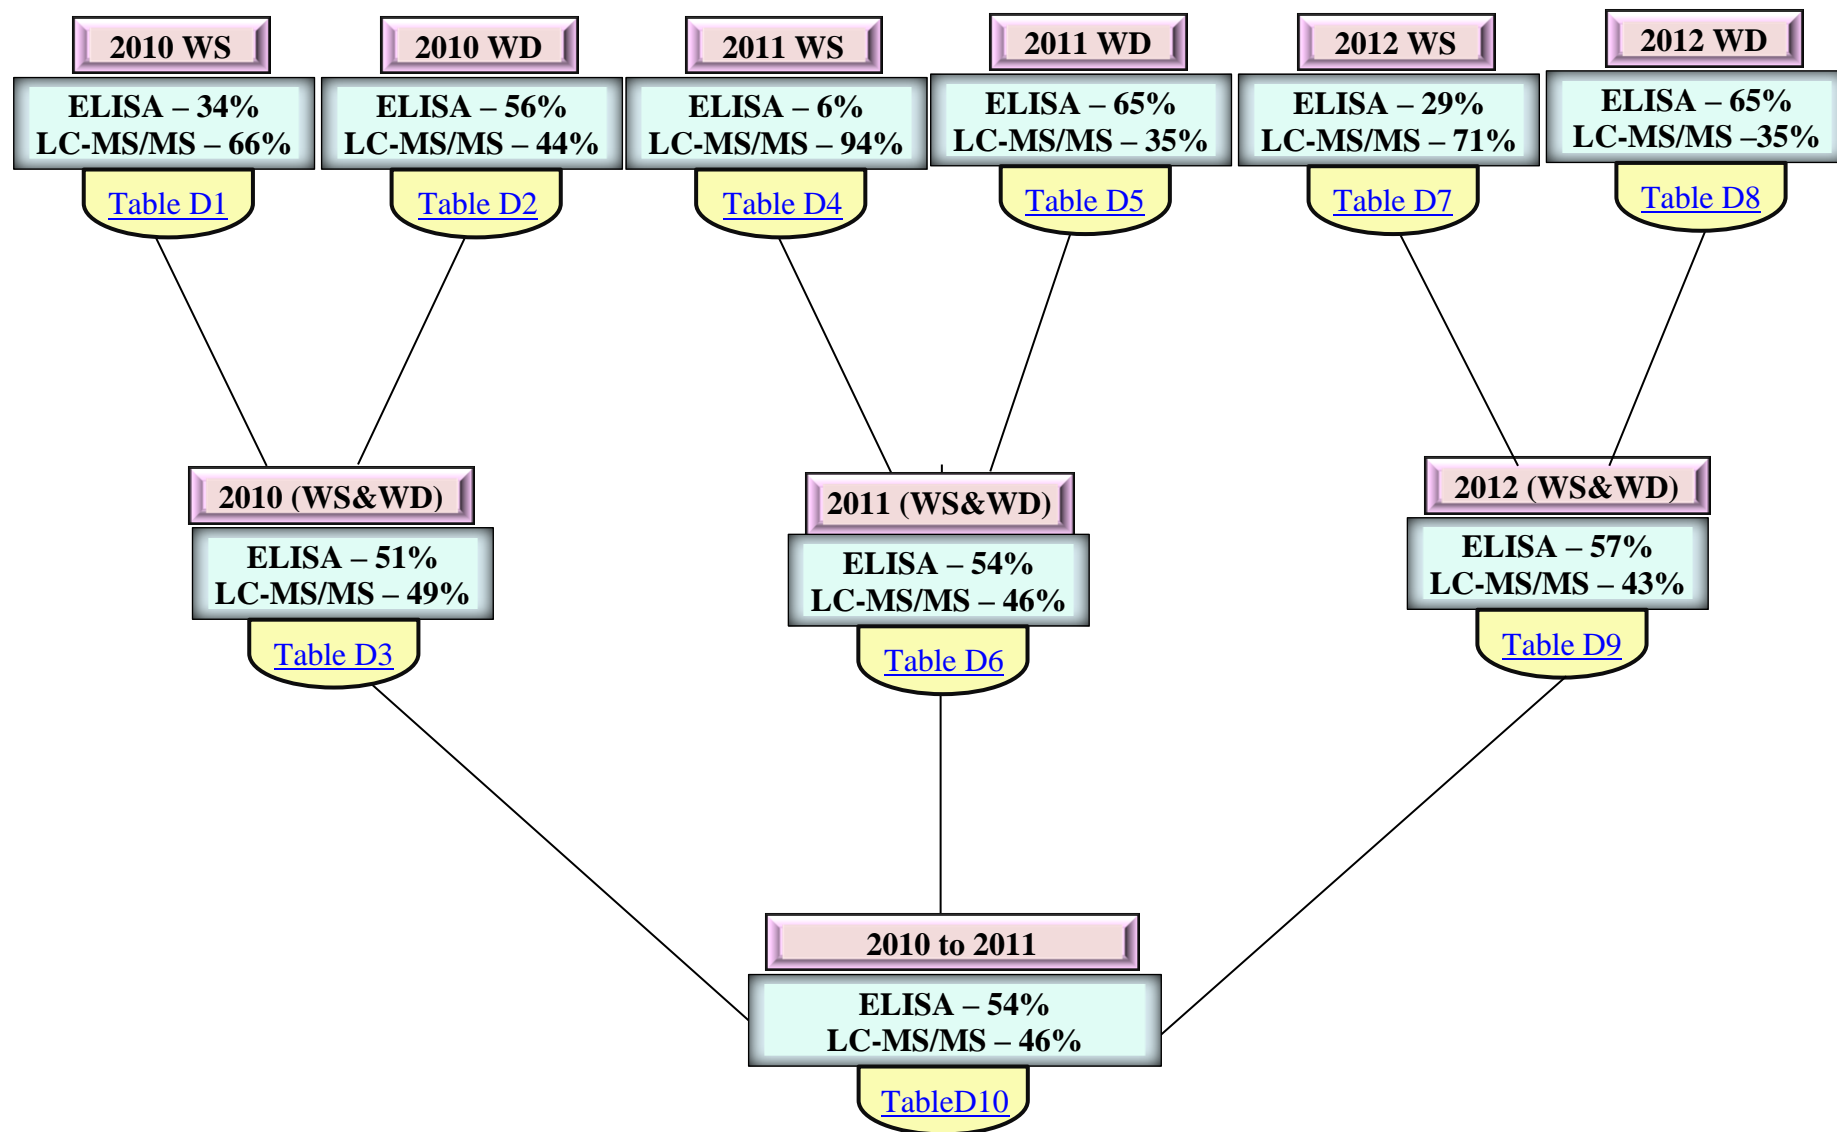 2010 WS
ELISA – 34%
LC-MS/MS – 66%
Table D1
2010 WD
ELISA – 56%
LC-MS/MS – 44%
Table D2
2011 WS
ELISA – 6%
LC-MS/MS – 94%
Table D4
2011 WD
ELISA – 65%
LC-MS/MS – 35%
Table D5
2012 WS
ELISA – 29%
LC-MS/MS – 71%
Table D7
2012 WD
ELISA – 65%
LC-MS/MS –35%
Table D8
2010 (WS&WD)
ELISA – 51%
LC-MS/MS – 49%
Table D3
2011 (WS&WD)
ELISA – 54%
LC-MS/MS – 46%
Table D6
2012 (WS&WD)
ELISA – 57%
LC-MS/MS – 43%
Table D9
2010 to 2011
ELISA – 54%
LC-MS/MS – 46%
TableD10